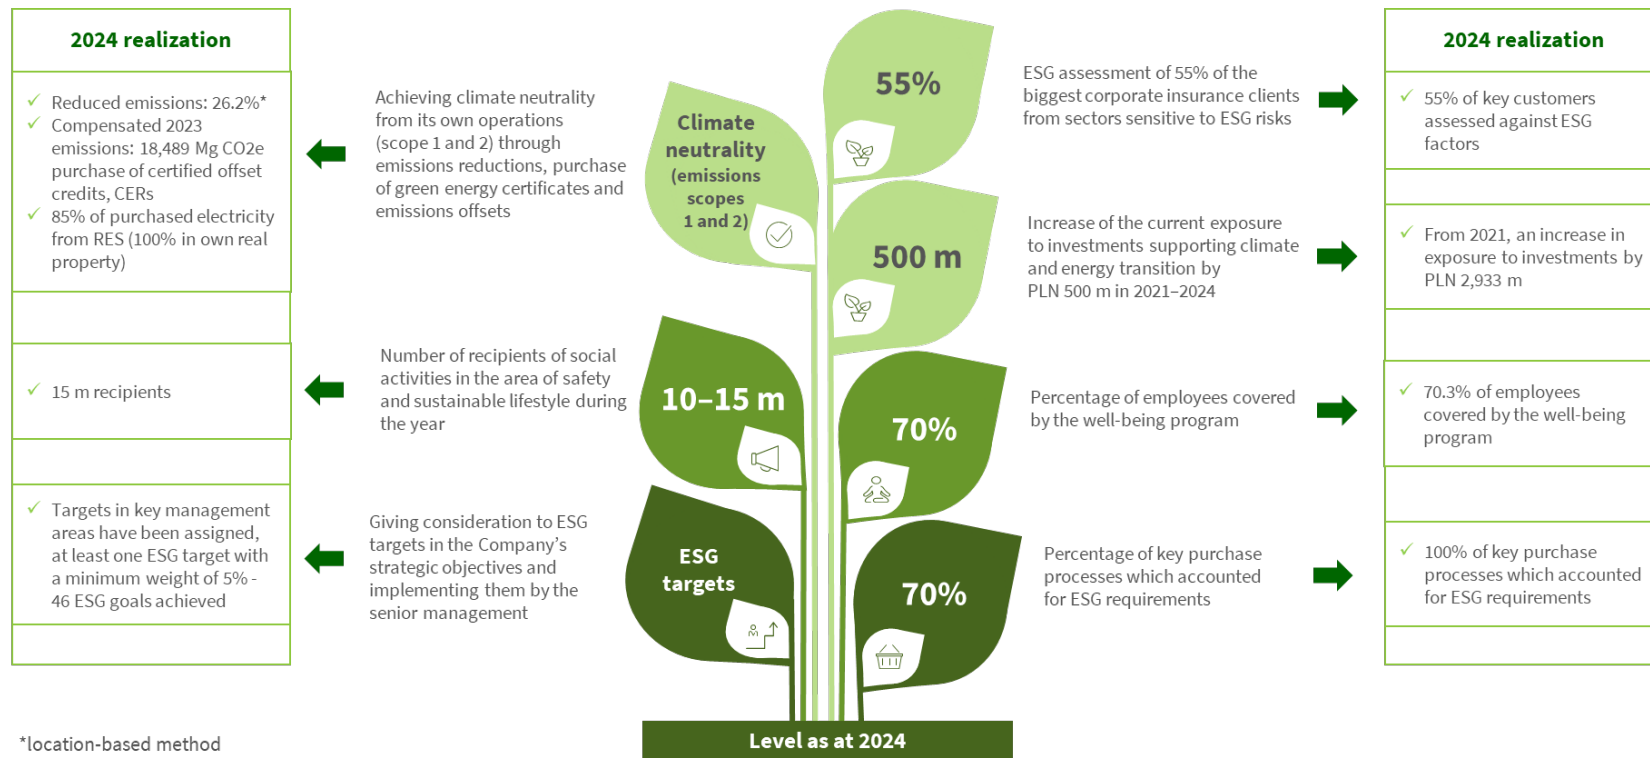 2024 realization
Reduced emissions: 26.2%*
Compensated 2023
emissions: 18,489 Mg CO2e
purchase of certified offset
credits, CERs
85% of purchased electricity
from RES (100% in own real
property)
15 m recipients
Targets in key management
areas have been assigned,
at least one ESG target with
a minimum weight of 5% -
46 ESG goals achieved
Achieving climate neutrality
from its own operations
(scope 1 and 2) through
emissions reductions, purchase
of green energy certificates and
emissions offsets
Number of recipients of social
activities in the area of safety
and sustainable lifestyle during
the year
Giving consideration to ESG
targets in the Company’s
strategic objectives and
implementing them by the
senior management
Climate
neutrality
(emissions
scopes
1 and 2)
10–15 m
ESG
targets
55%
500 m
70%
70%
Level as at 2024
ESG assessment of 55% of the
biggest corporate insurance clients
from sectors sensitive to ESG risks
Increase of the current exposure
to investments supporting climate
and energy transition by
PLN 500 m in 2021–2024
Percentage of employees covered
by the well-being program
Percentage of key purchase
processes which accounted
for ESG requirements
2024 realization
55% of key customers
assessed against ESG
factors
From 2021, an increase in
exposure to investments by
PLN 2,933 m
70.3% of employees
covered by the well-being
program
100% of key purchase
processes which accounted
for ESG requirements
*location-based method